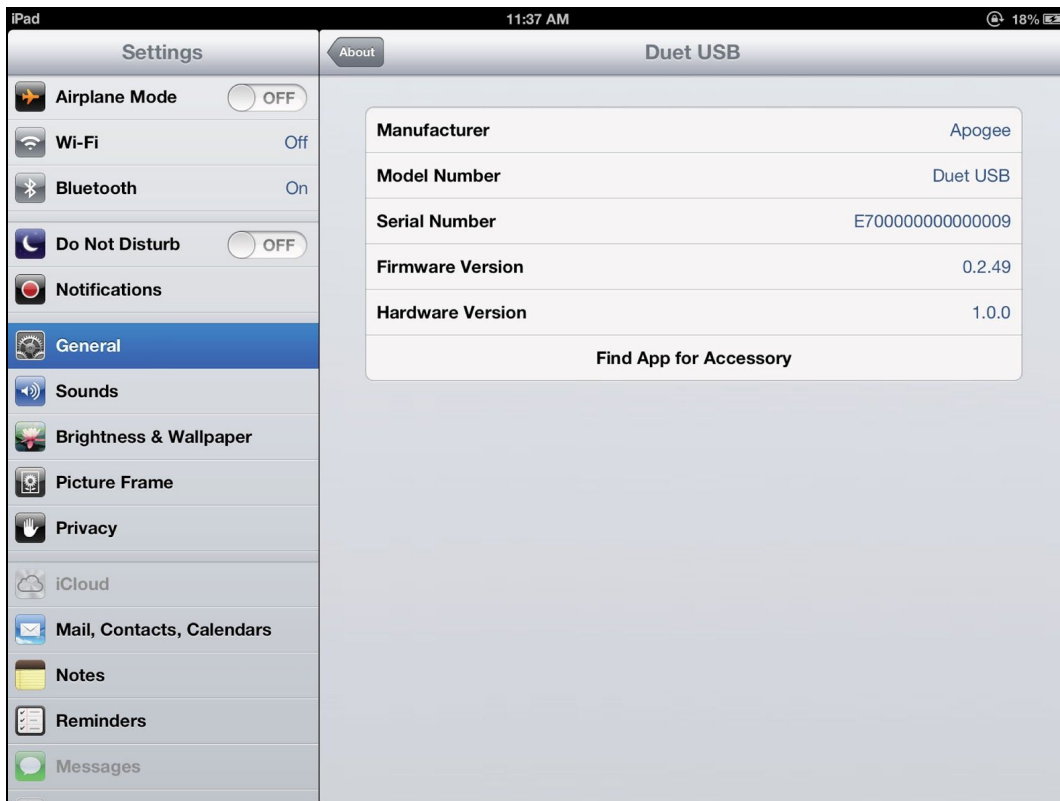 iPad 11:37 AM 18%
Settings
Airplane Mode OFF
Wi-Fi Off
Bluetooth On
Do Not Disturb OFF
Notifications
General
Sounds
Brightness & Wallpaper
Picture Frame
Privacy
iCloud
Mail, Contacts, Calendars
Notes
Reminders
Messages
About Duet USB
Manufacturer Apogee
Model Number Duet USB
Serial Number E700000000000009
Firmware Version 0.2.49
Hardware Version 1.0.0
Find App for Accessory